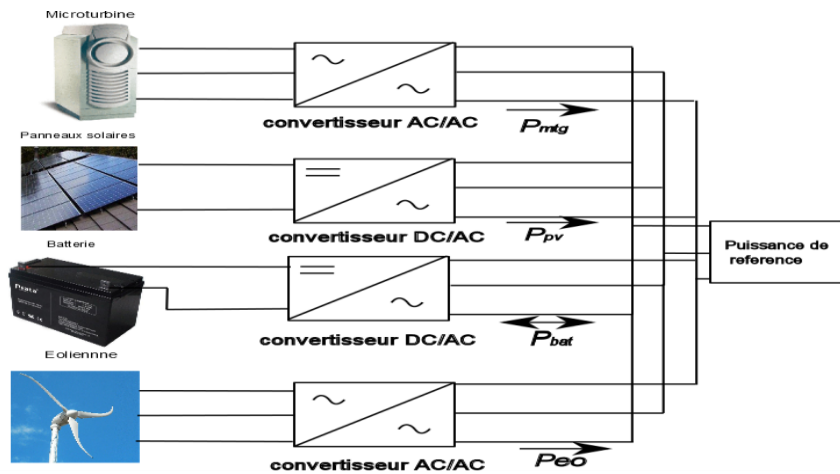 Microturbine
convertisseur AC/AC
Pmtg
Panneaux solaires
convertisseur DC/AC
Ppv
Puissance de
reference
Batterie
convertisseur DC/AC
Pbat
Eoliennne
convertisseur AC/AC
Peo